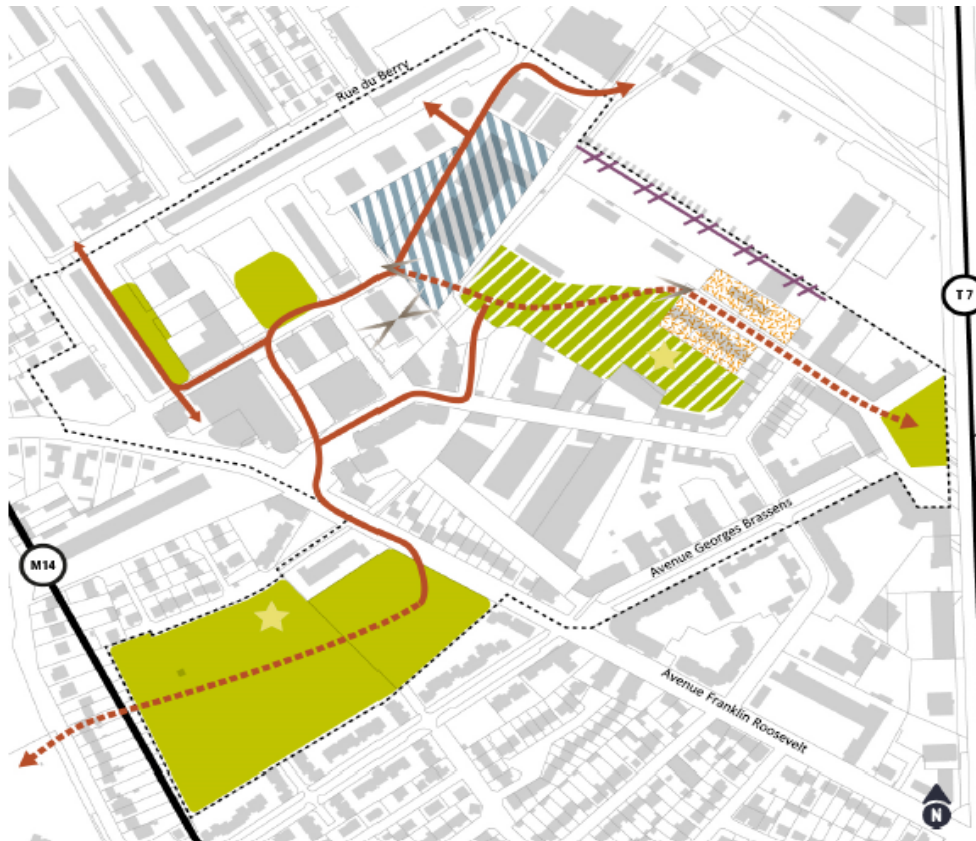 Rue du Berry
T 7
Avenue Georges Brassens
M14
Avenue Franklin Roosevelt
N